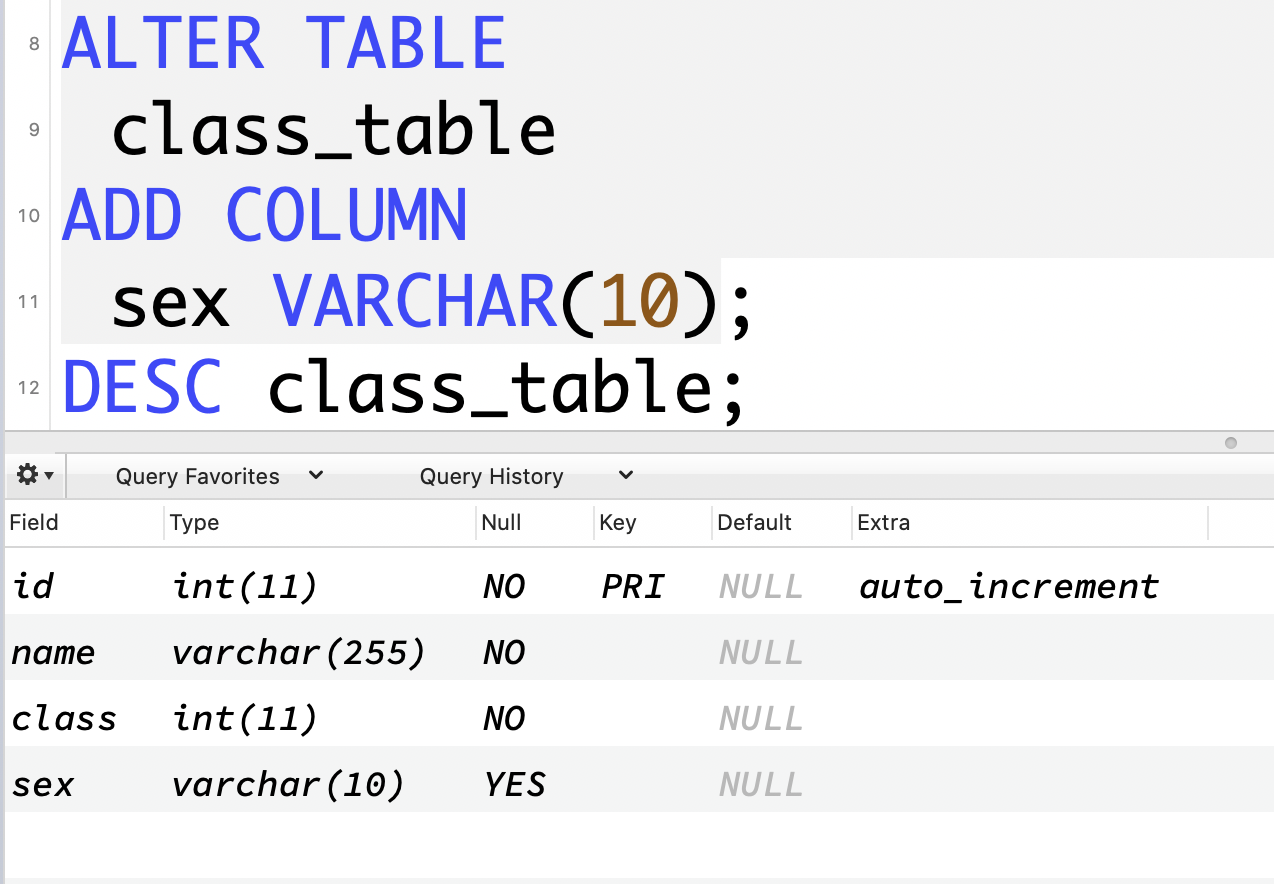 8 ALTER TABLE
9 class_table
10 ADD COLUMN
11 sex VARCHAR(10);
12 DESC class_table;
Query Favorites Query History
Field Type Null Key Default Extra
id int(11) NO PRI NULL auto_increment
name varchar(255) NO NULL
class int(11) NO NULL
sex varchar(10) YES NULL